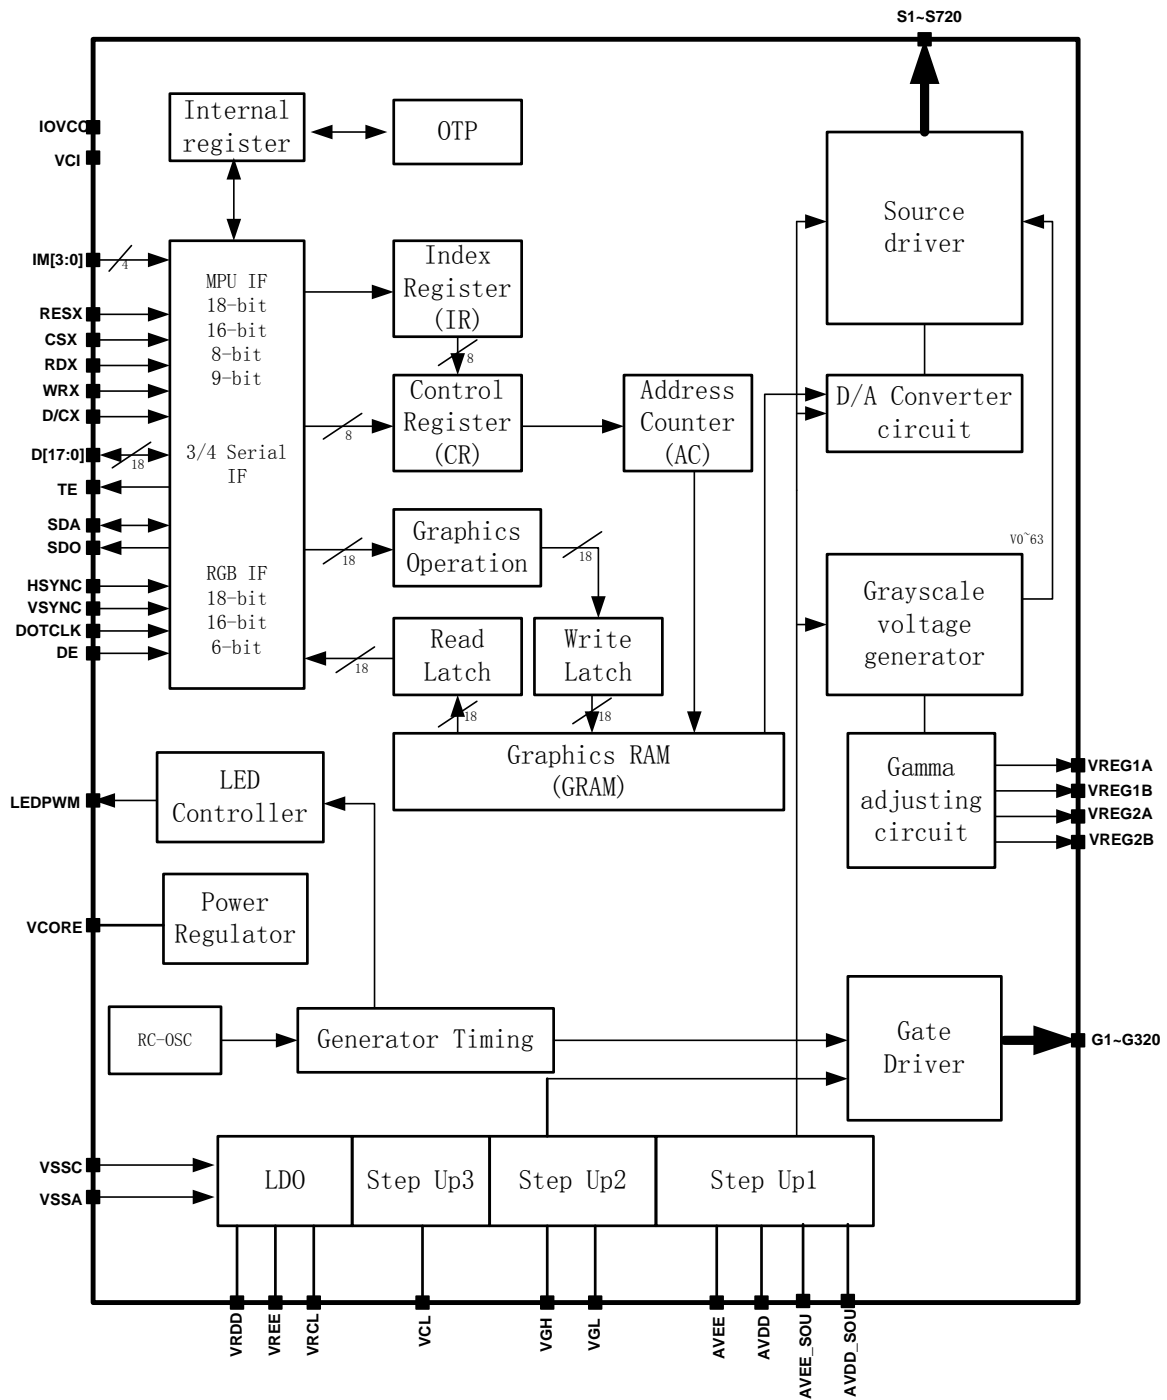 S1~S720
IOVCC
VCI
Internal
register
OTP
Source
driver
IM[3:0]
4
RESX
CSX
RDX
WRX
D/CX
D[17:0]
18
TE
SDA
SDO
HSYNC
VSYNC
DOTCLK
DE
MPU IF
18-bit
16-bit
8-bit
9-bit
3/4 Serial
IF
RGB IF
18-bit
16-bit
6-bit
Index
Register
(IR)
8
8
Control
Register
(CR)
Address
Counter
(AC)
D/A Converter
circuit
18
Graphics
Operation
18
V0~63
Grayscale
voltage
generator
18
Read
Latch
Write
Latch
18
18
Graphics RAM
(GRAM)
LEDPWM
LED
Controller
Gamma
adjusting
circuit
VREG1A
VREG1B
VREG2A
VREG2B
VCORE
Power
Regulator
RC-OSC
Generator Timing
Gate
Driver
G1~G320
VSSC
VSSA
LDO
Step Up3
Step Up2
Step Up1
VRDD
VREE
VRCL
VCL
VGH
VGL
AVEE
AVDD
AVEE_SOU
AVDD_SOU